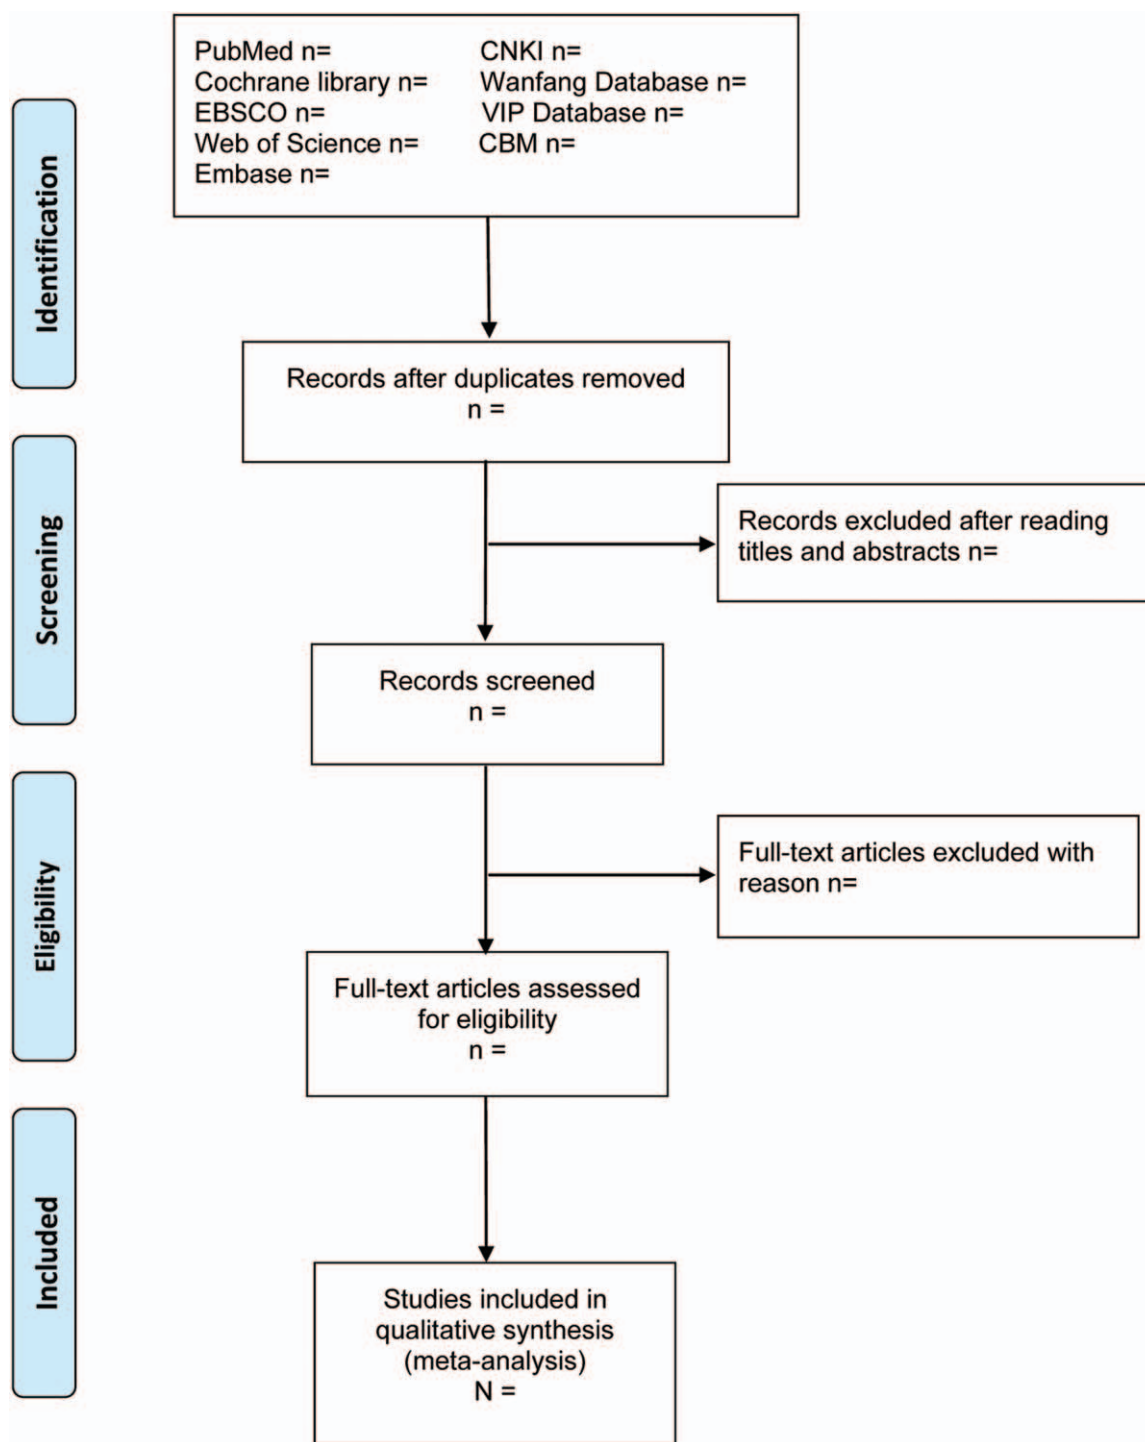 PubMed n=
Cochrane library n=
EBSCO n=
Web of Science n=
Embase n=
CNKI n=
Wanfang Database n=
VIP Database n=
CBM n=
Identification
Records after duplicates removed
n =
Screening
Records excluded after reading
titles and abstracts n=
Records screened
n =
Eligibility
Full-text articles excluded with
reason n=
Full-text articles assessed
for eligibility
n =
Included
Studies included in
qualitative synthesis
(meta-analysis)
N =